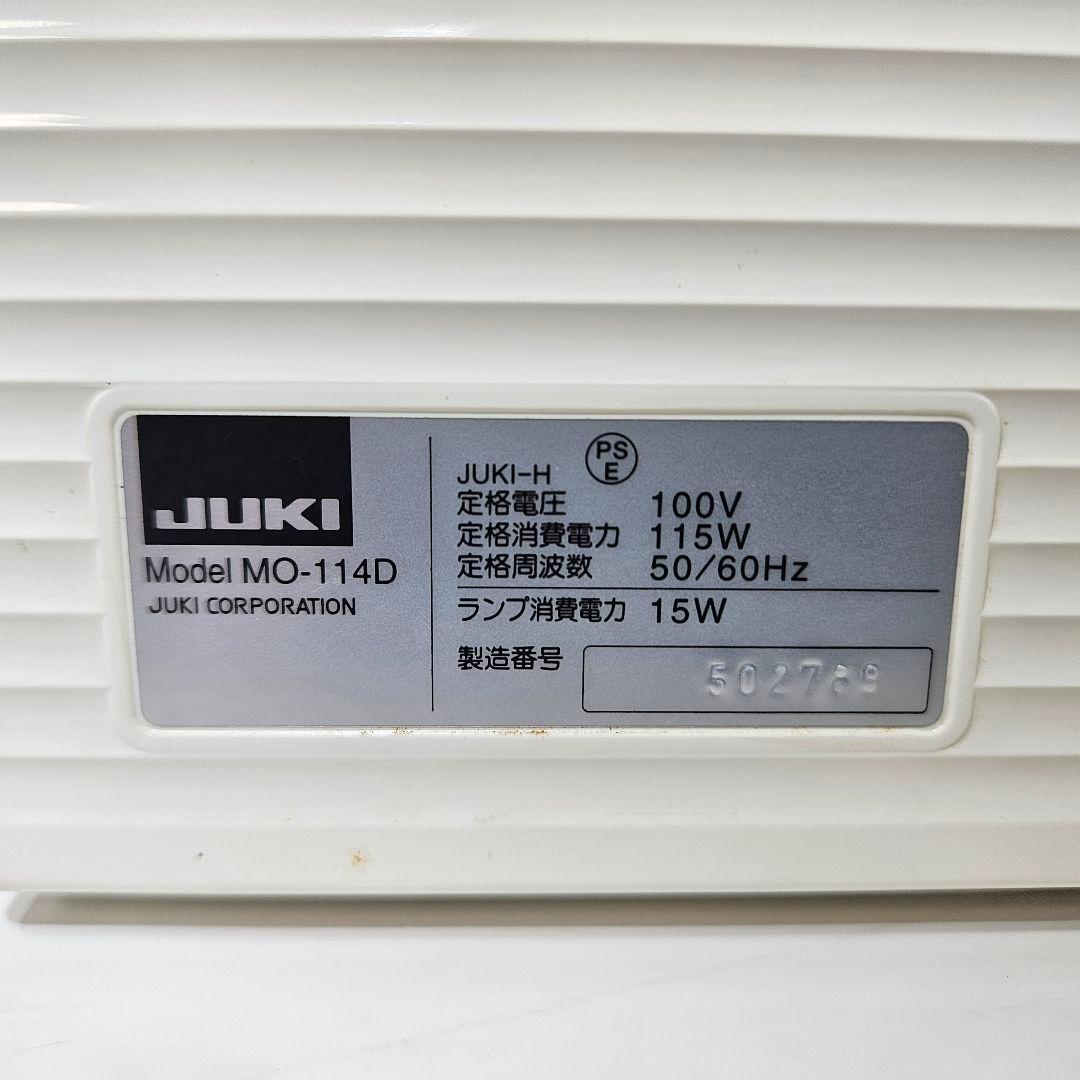 JUKI
Model MO-114D
JUKI CORPORATION
PS
E
JUKI-H
定格電圧 100V
定格消費電力 115W
定格周波数 50/60Hz
ランプ消費電力 15W
製造番号 502789